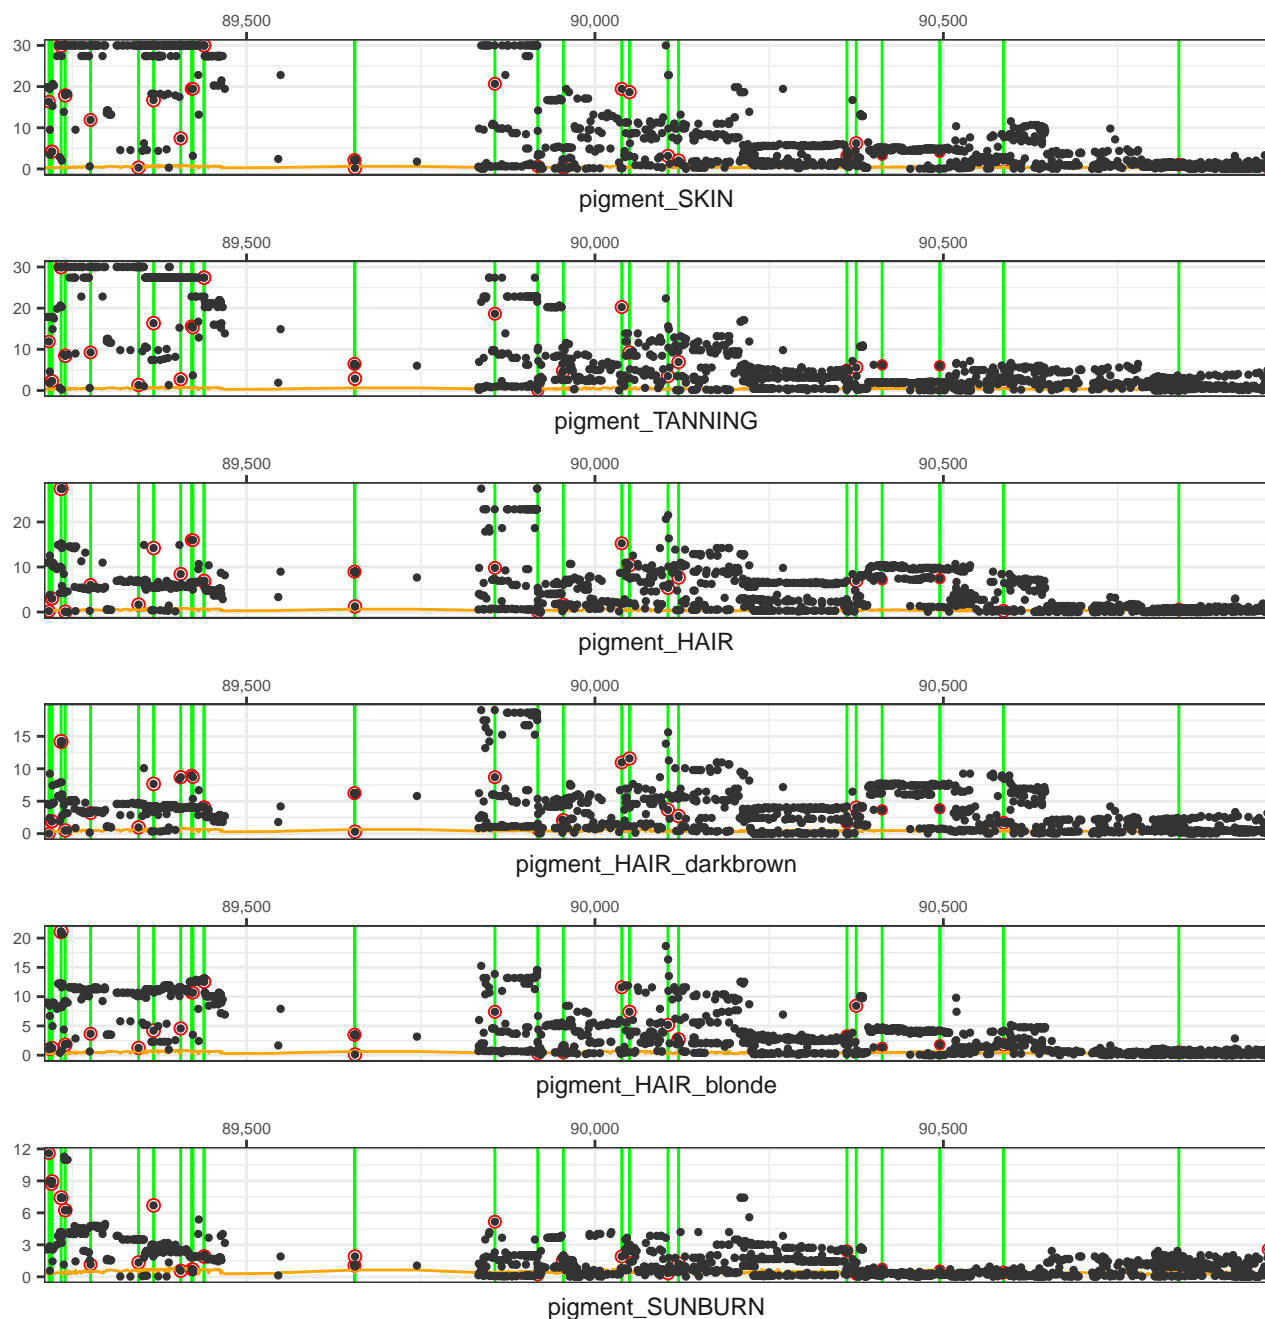 89,500 90,000 90,500
30
20
10
0
pigment_SKIN
89,500 90,000 90,500
30
20
10
0
pigment_TANNING
89,500 90,000 90,500
20
10
0
pigment_HAIR
89,500 90,000 90,500
15
10
5
0
pigment_HAIR_darkbrown
89,500 90,000 90,500
20
15
10
5
0
pigment_HAIR_blonde
89,500 90,000 90,500
12
9
6
3
0
pigment_SUNBURN